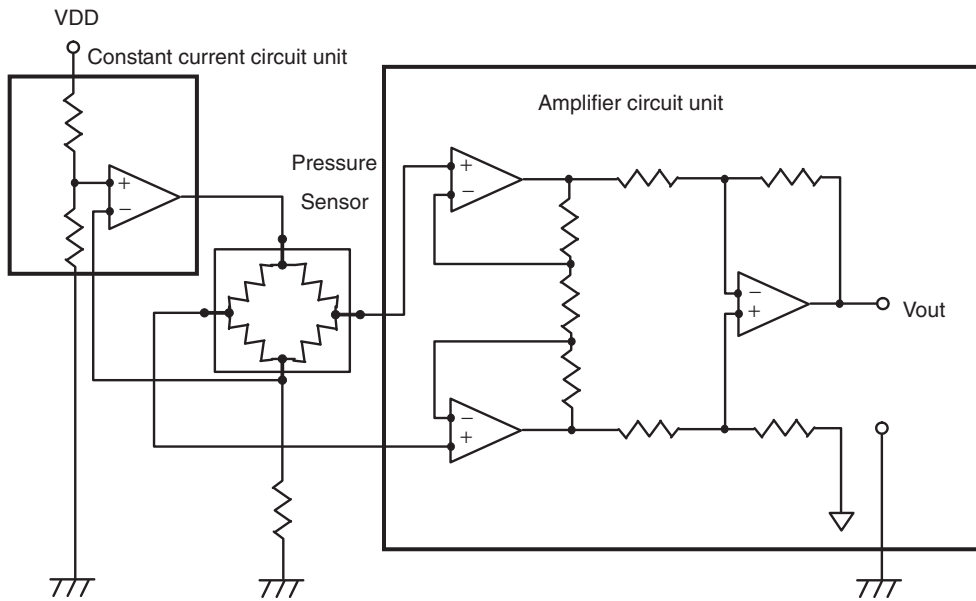 VDD
Constant current circuit unit
Amplifier circuit unit
Pressure
Sensor
+
−
+
−
−
+
−
+
Vout